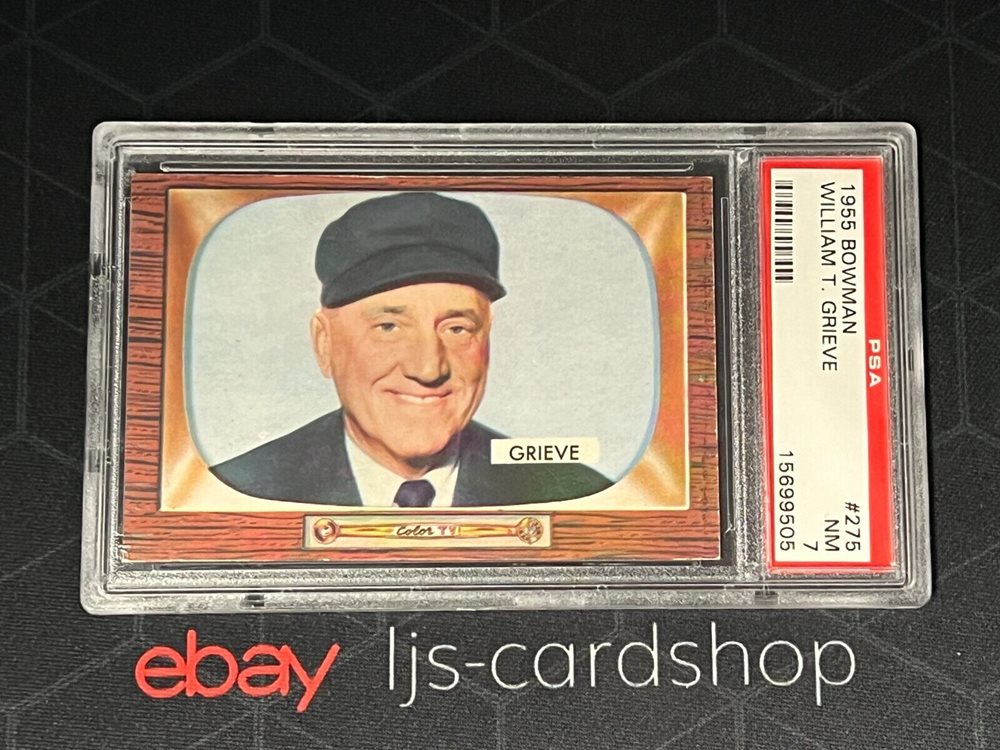 GRIEVE
Color TV!
1955 BOWMAN
WILLIAM T. GRIEVE
#275
NM
7
15699505
PSA
ebay ljs-cardshop